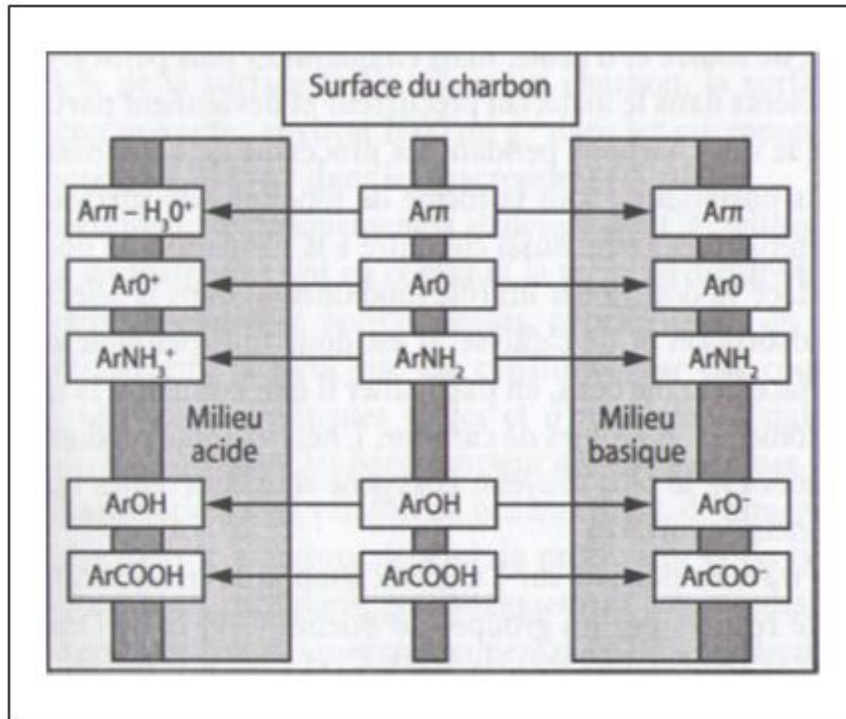 Surface du charbon
Arπ – H₃0⁺ Arπ Arπ
Ar0⁺ Ar0 Ar0
ArNH₃⁺ ArNH₂ ArNH₂
Milieu acide Milieu basique
ArOH ArOH ArO⁻
ArCOOH ArCOOH ArCOO⁻